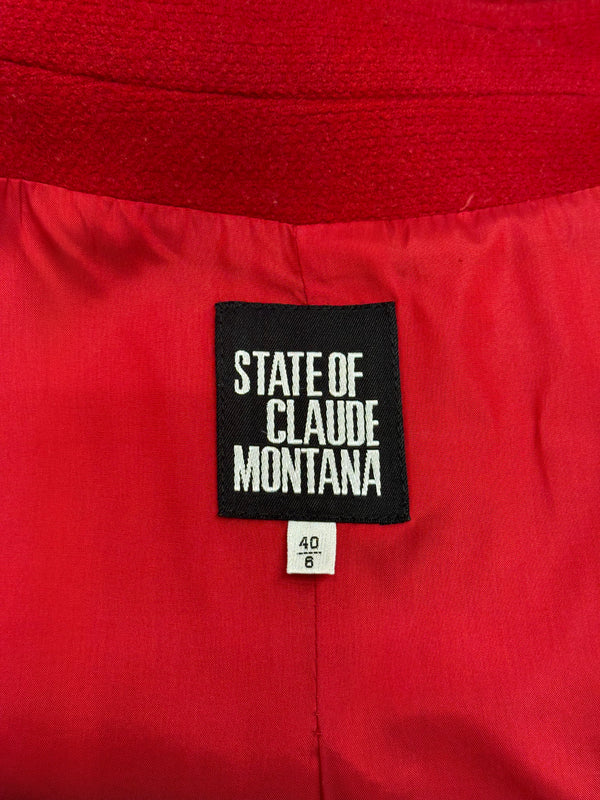 STATE OF
CLAUDE
MONTANA
40
6